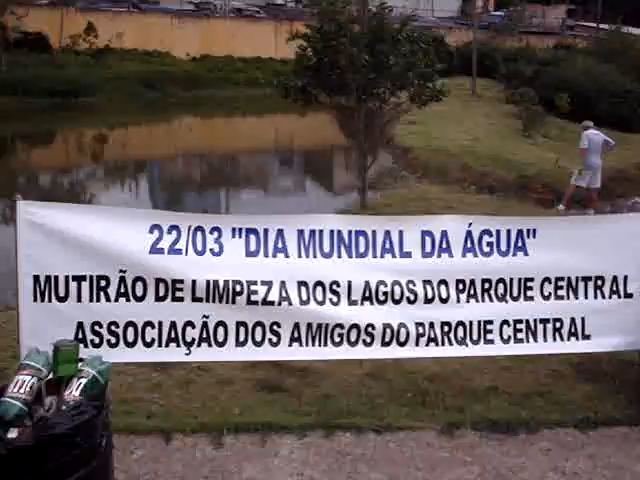 22/03 "DIA MUNDIAL DA ÁGUA"
MUTIRÃO DE LIMPEZA DOS LAGOS DO PARQUE CENTRAL
ASSOCIAÇÃO DOS AMIGOS DO PARQUE CENTRAL